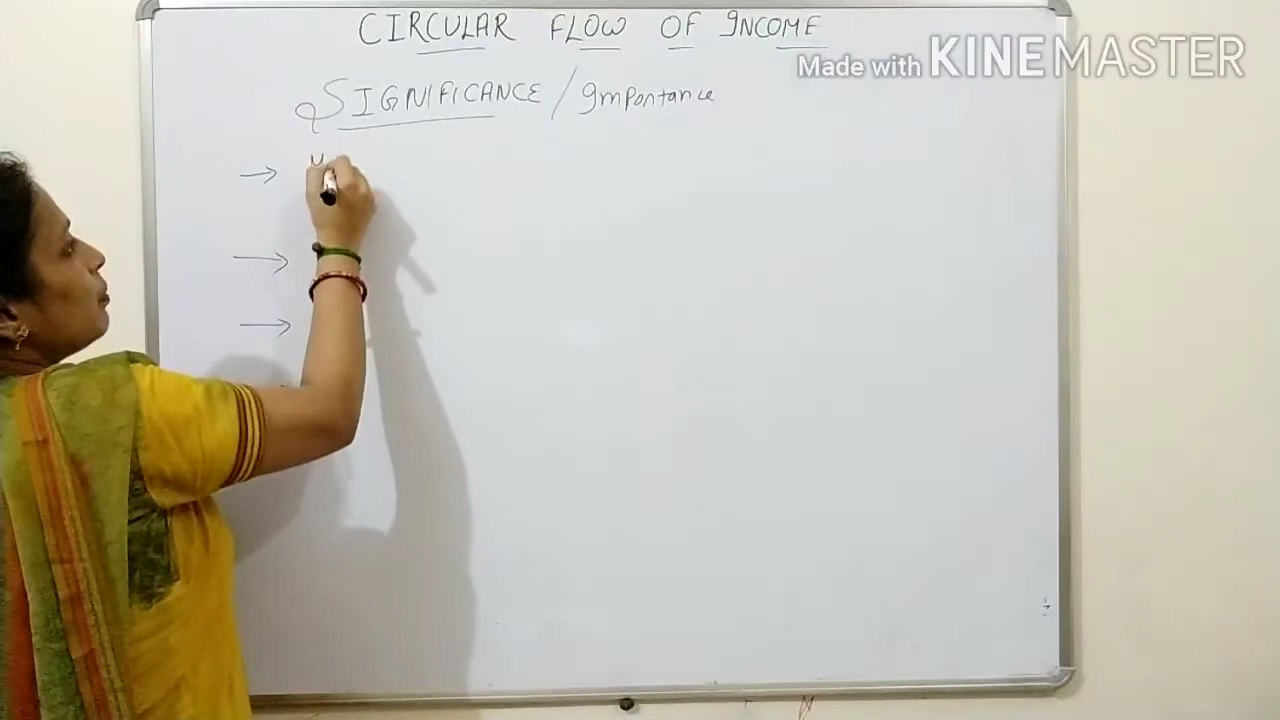 CIRCULAR FLOW OF INCOME
Made with KINEMASTER
SIGNIFICANCE / Importance
→
→
→